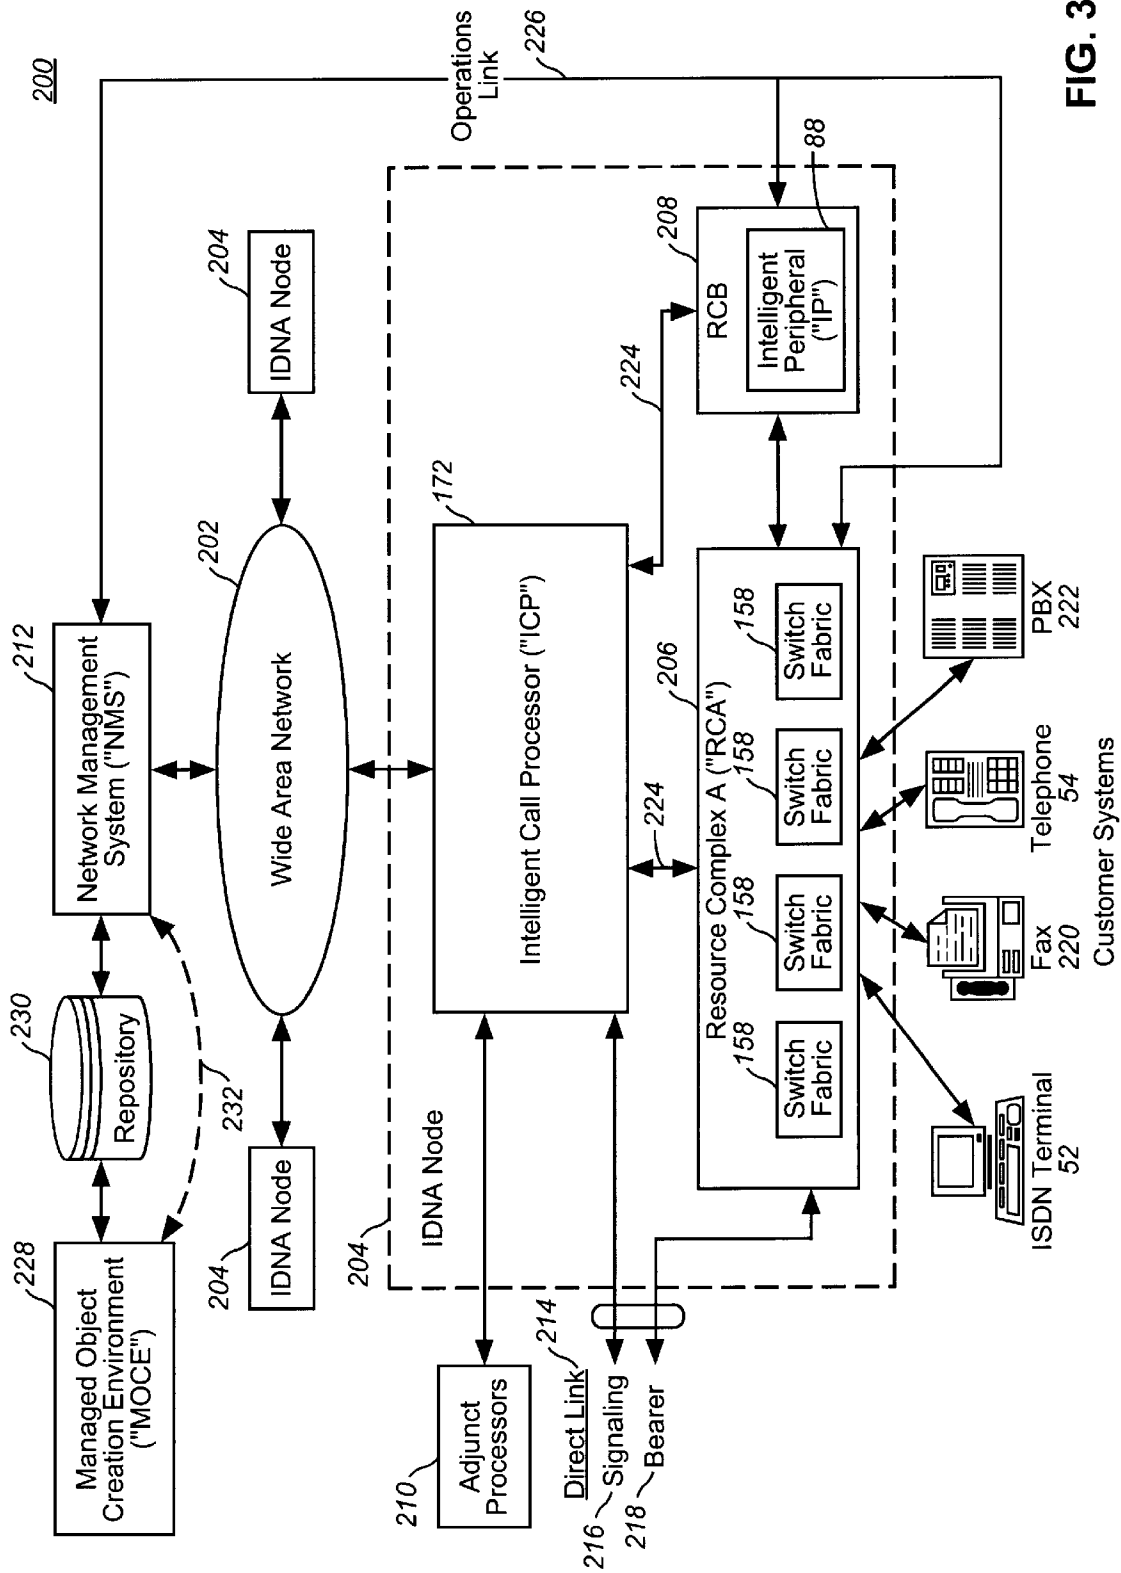 200
228
Managed Object
Creation Environment
("MOCE")
230
Repository
232
212
Network Management
System ("NMS")
Operations
Link
226
204
IDNA Node
202
Wide Area Network
204
IDNA Node
204
IDNA Node
210
Adjunct
Processors
172
Intelligent Call Processor ("ICP")
224
224
Direct Link
214
216
Signaling
218
Bearer
206
Resource Complex A ("RCA")
158
Switch
Fabric
158
Switch
Fabric
158
Switch
Fabric
158
Switch
Fabric
208
RCB
Intelligent
Peripheral
("IP")
88
ISDN Terminal
52
Fax
220
Telephone
54
PBX
222
Customer Systems
FIG. 3